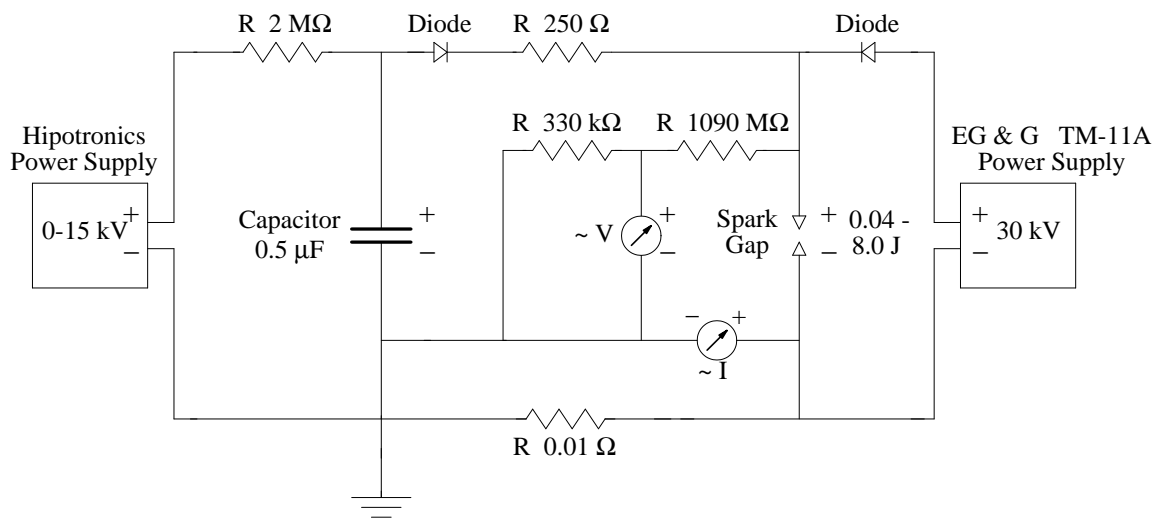 R 2 MΩ
Diode
R 250 Ω
Diode
R 330 kΩ
R 1090 MΩ
Hipotronics
Power Supply
EG & G TM-11A
Power Supply
0-15 kV
+
−
Capacitor
0.5 μF
+
−
~ V
+
−
Spark
Gap
+
−
0.04 -
8.0 J
+
−
30 kV
− +
~ I
R 0.01 Ω